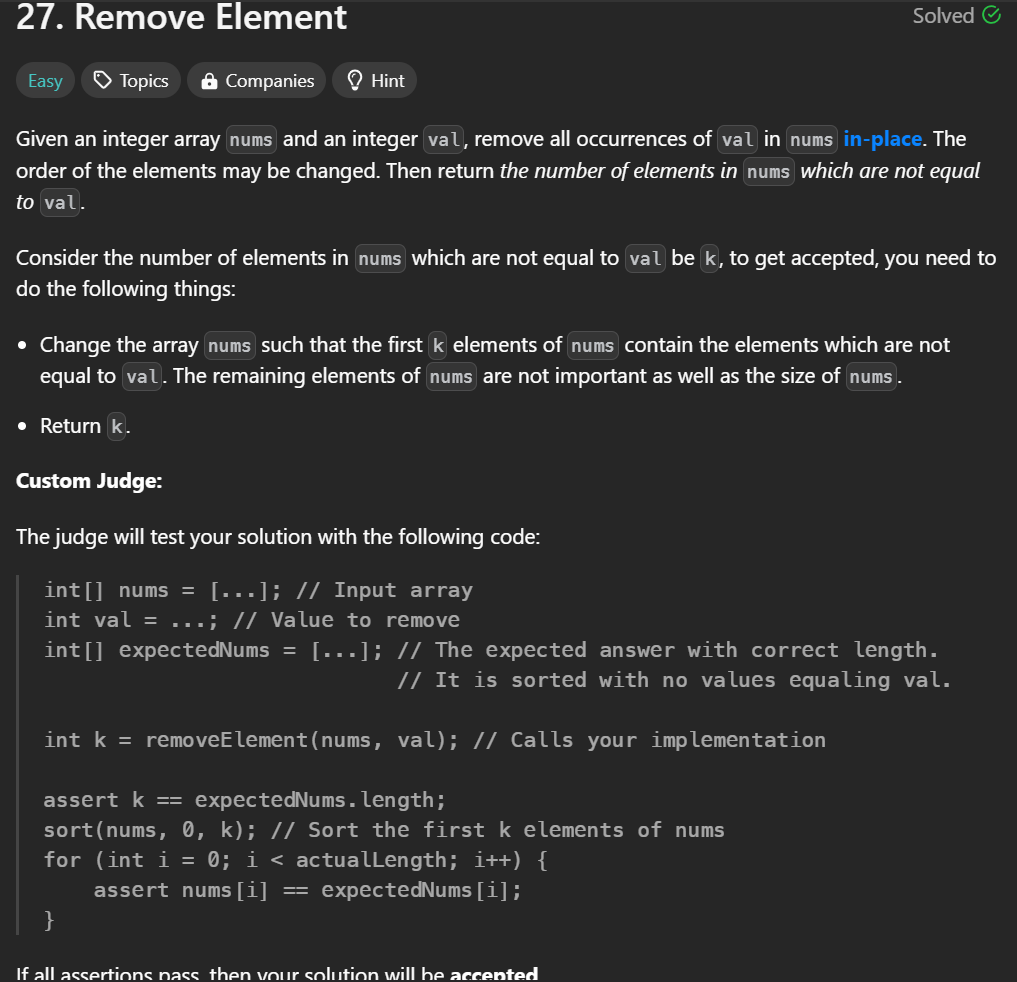 27. Remove Element
Solved
Easy
Topics
Companies
Hint
Given an integer array nums and an integer val, remove all occurrences of val in nums in-place. The
order of the elements may be changed. Then return the number of elements in nums which are not equal
to val.
Consider the number of elements in nums which are not equal to val be k, to get accepted, you need to
do the following things:
• Change the array nums such that the first k elements of nums contain the elements which are not
equal to val. The remaining elements of nums are not important as well as the size of nums.
• Return k.
Custom Judge:
The judge will test your solution with the following code:
int[] nums = [...]; // Input array
int val = ...; // Value to remove
int[] expectedNums = [...]; // The expected answer with correct length.
                            // It is sorted with no values equaling val.
int k = removeElement(nums, val); // Calls your implementation
assert k == expectedNums.length;
sort(nums, 0, k); // Sort the first k elements of nums
for (int i = 0; i < actualLength; i++) {
    assert nums[i] == expectedNums[i];
}
If all assertions pass, then your solution will be accepted.